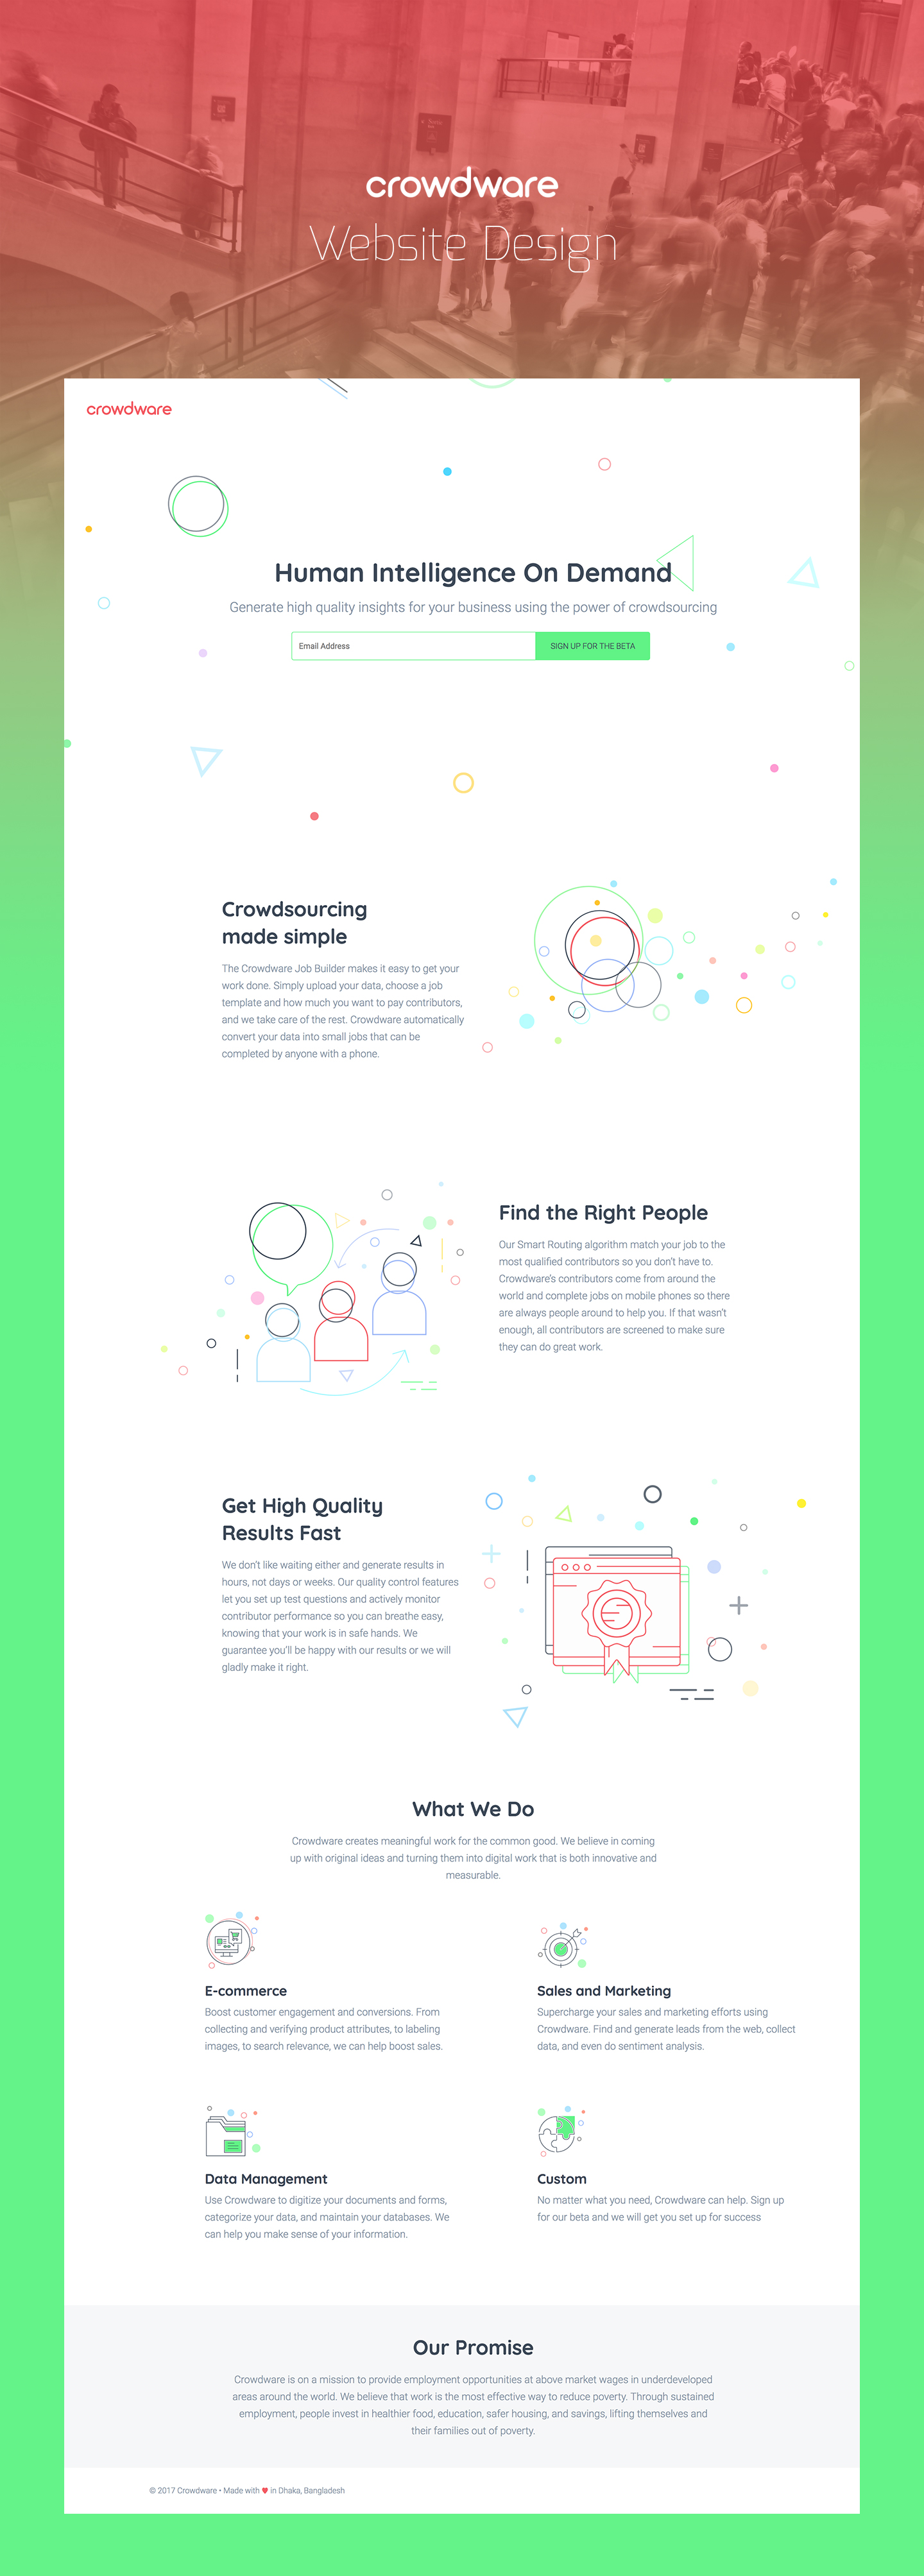 crowdware
Website Design
crowdware
Human Intelligence On Demand
Generate high quality insights for your business using the power of crowdsourcing
Email Address
SIGN UP FOR THE BETA
Crowdsourcing
made simple
The Crowdware Job Builder makes it easy to get your
work done. Simply upload your data, choose a job
template and how much you want to pay contributors,
and we take care of the rest. Crowdware automatically
convert your data into small jobs that can be
completed by anyone with a phone.
Find the Right People
Our Smart Routing algorithm match your job to the
most qualified contributors so you don't have to.
Crowdware's contributors come from around the
world and complete jobs on mobile phones so there
are always people around to help you. If that wasn't
enough, all contributors are screened to make sure
they can do great work.
Get High Quality
Results Fast
We don't like waiting either and generate results in
hours, not days or weeks. Our quality control features
let you set up test questions and actively monitor
contributor performance so you can breathe easy,
knowing that your work is in safe hands. We
guarantee you'll be happy with our results or we will
gladly make it right.
What We Do
Crowdware creates meaningful work for the common good. We believe in coming
up with original ideas and turning them into digital work that is both innovative and
measurable.
E-commerce
Boost customer engagement and conversions. From
collecting and verifying product attributes, to labeling
images, to search relevance, we can help boost sales.
Sales and Marketing
Supercharge your sales and marketing efforts using
Crowdware. Find and generate leads from the web, collect
data, and even do sentiment analysis.
Data Management
Use Crowdware to digitize your documents and forms,
categorize your data, and maintain your databases. We
can help you make sense of your information.
Custom
No matter what you need, Crowdware can help. Sign up
for our beta and we will get you set up for success
Our Promise
Crowdware is on a mission to provide employment opportunities at above market wages in underdeveloped
areas around the world. We believe that work is the most effective way to reduce poverty. Through sustained
employment, people invest in healthier food, education, safer housing, and savings, lifting themselves and
their families out of poverty.
© 2017 Crowdware • Made with ♥ in Dhaka, Bangladesh